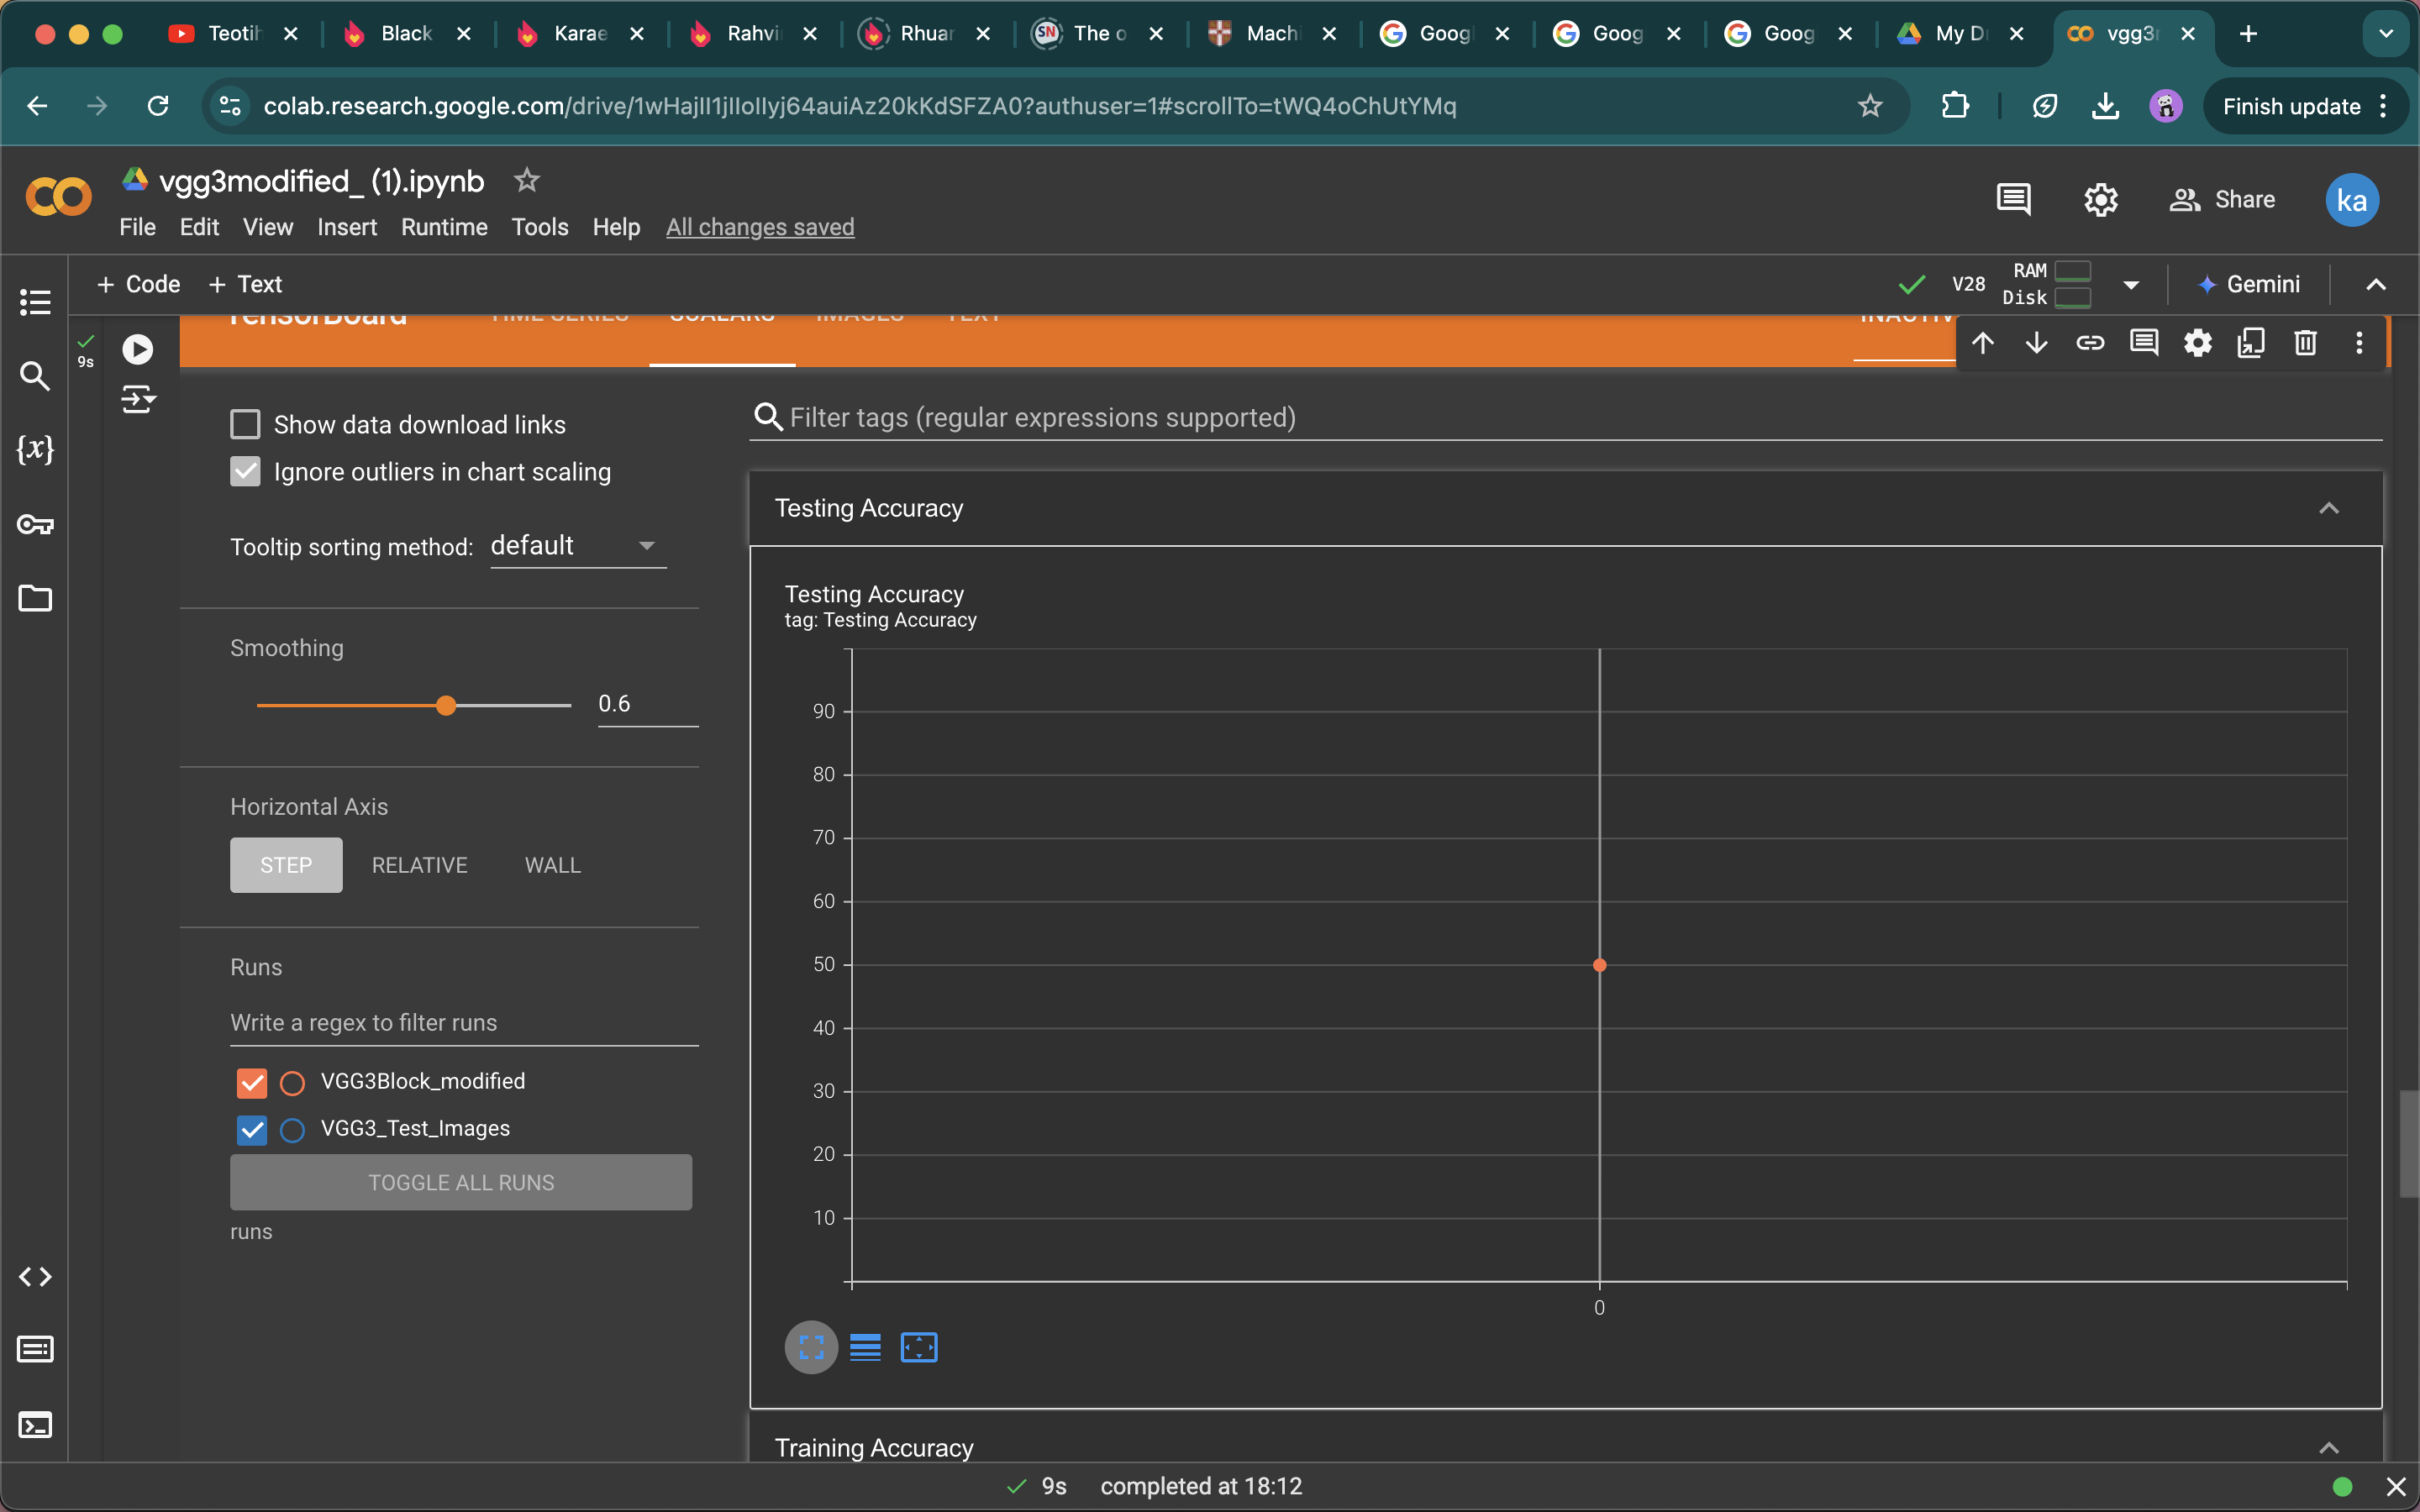 Teotih
Black
Karae
Rahvi
Rhuar
The o
Machi
Googl
Goog
Goog
My D
vgg3
colab.research.google.com/drive/1wHajII1jIIoIIyj64auiAz20kKdSFZA0?authuser=1#scrollTo=tWQ4oChUtYMq
Finish update
vgg3modified_ (1).ipynb
Share
ka
File Edit View Insert Runtime Tools Help All changes saved
+ Code + Text
V28
RAM
Disk
Gemini
9s
TensorBoard TIME SERIES SCALARS IMAGES TEXT INACTIV
Show data download links
Ignore outliers in chart scaling
Tooltip sorting method: default
Smoothing
0.6
Horizontal Axis
STEP RELATIVE WALL
Runs
Write a regex to filter runs
VGG3Block_modified
VGG3_Test_Images
TOGGLE ALL RUNS
runs
Filter tags (regular expressions supported)
Testing Accuracy
Testing Accuracy
tag: Testing Accuracy
90
80
70
60
50
40
30
20
10
0
Training Accuracy
9s completed at 18:12